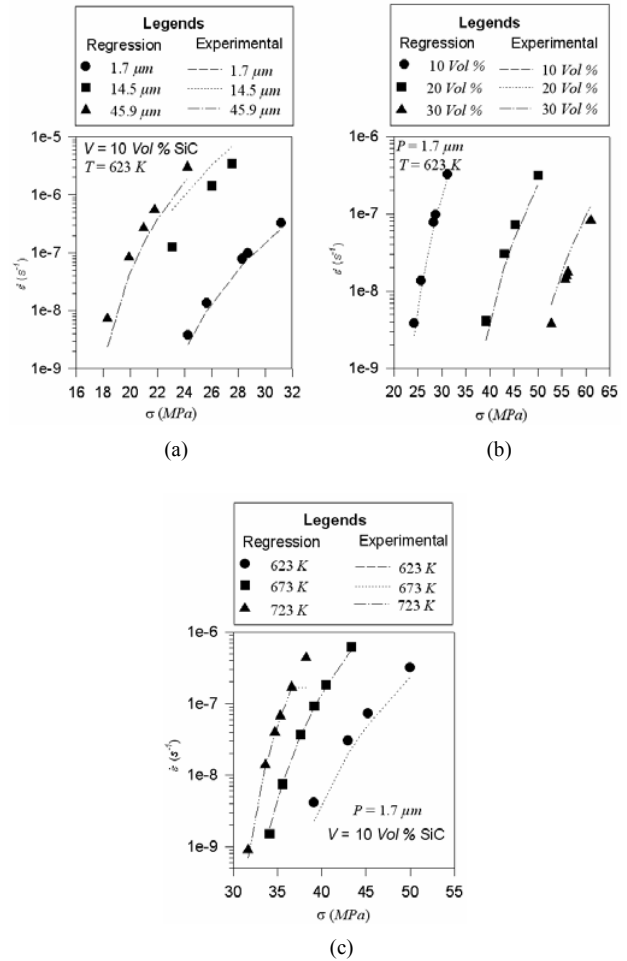 Legends
Regression Experimental
1.7 µm 1.7 µm
14.5 µm 14.5 µm
45.9 µm 45.9 µm
1e-5
V = 10 Vol % SiC
T = 623 K
1e-6
1e-7
1e-8
1e-9
ε̇ (s⁻¹)
16 18 20 22 24 26 28 30 32
σ (MPa)
(a)
Legends
Regression Experimental
10 Vol % 10 Vol %
20 Vol % 20 Vol %
30 Vol % 30 Vol %
1e-6
P = 1.7 µm
T = 623 K
1e-7
1e-8
1e-9
ε̇ (s⁻¹)
20 25 30 35 40 45 50 55 60 65
σ (MPa)
(b)
Legends
Regression Experimental
623 K 623 K
673 K 673 K
723 K 723 K
1e-6
1e-7
1e-8
1e-9
ε̇ (s⁻¹)
P = 1.7 µm
V = 10 Vol % SiC
30 35 40 45 50 55
σ (MPa)
(c)